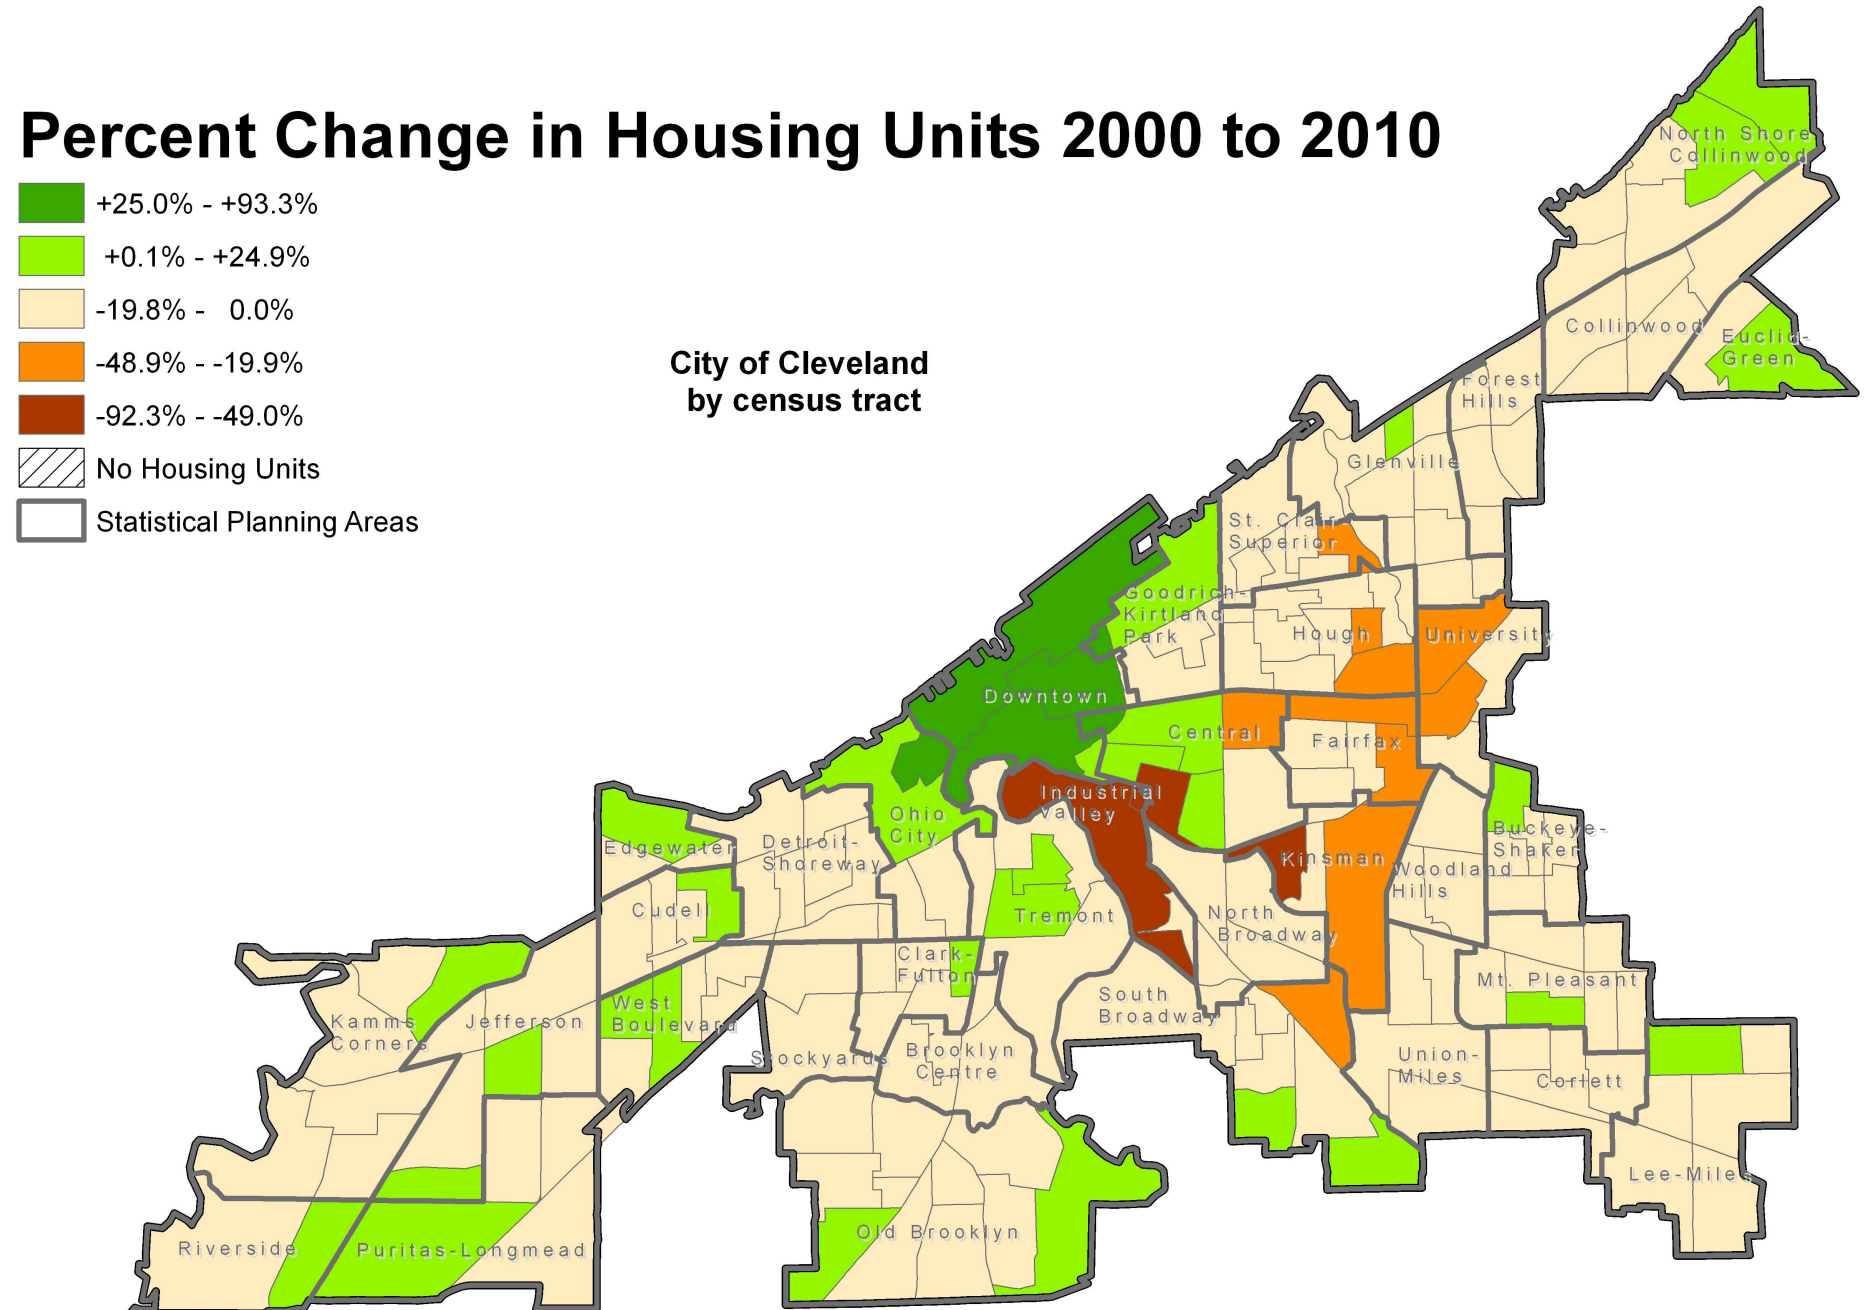 Percent Change in Housing Units 2000 to 2010
+25.0% - +93.3%
+0.1% - +24.9%
-19.8% - 0.0%
-48.9% - -19.9%
-92.3% - -49.0%
No Housing Units
Statistical Planning Areas
City of Cleveland
by census tract
North Shore
Collinwood
Collinwood
Euclid-
Green
Forest
Hills
Glenville
St. Clair-
Superior
Goodrich-
Kirtland
Park
Hough
University
Downtown
Central
Fairfax
Industrial
Valley
Ohio
City
Edgewater
Detroit-
Shoreway
Kinsman
Buckeye-
Shaker
Woodland
Hills
Cudell
Tremont
North
Broadway
Clark-
Fulton
Mt. Pleasant
West
Boulevard
South
Broadway
Kamms
Corners
Jefferson
Stockyards
Brooklyn
Centre
Union-
Miles
Corlett
Lee-Miles
Old Brooklyn
Riverside
Puritas-Longmead